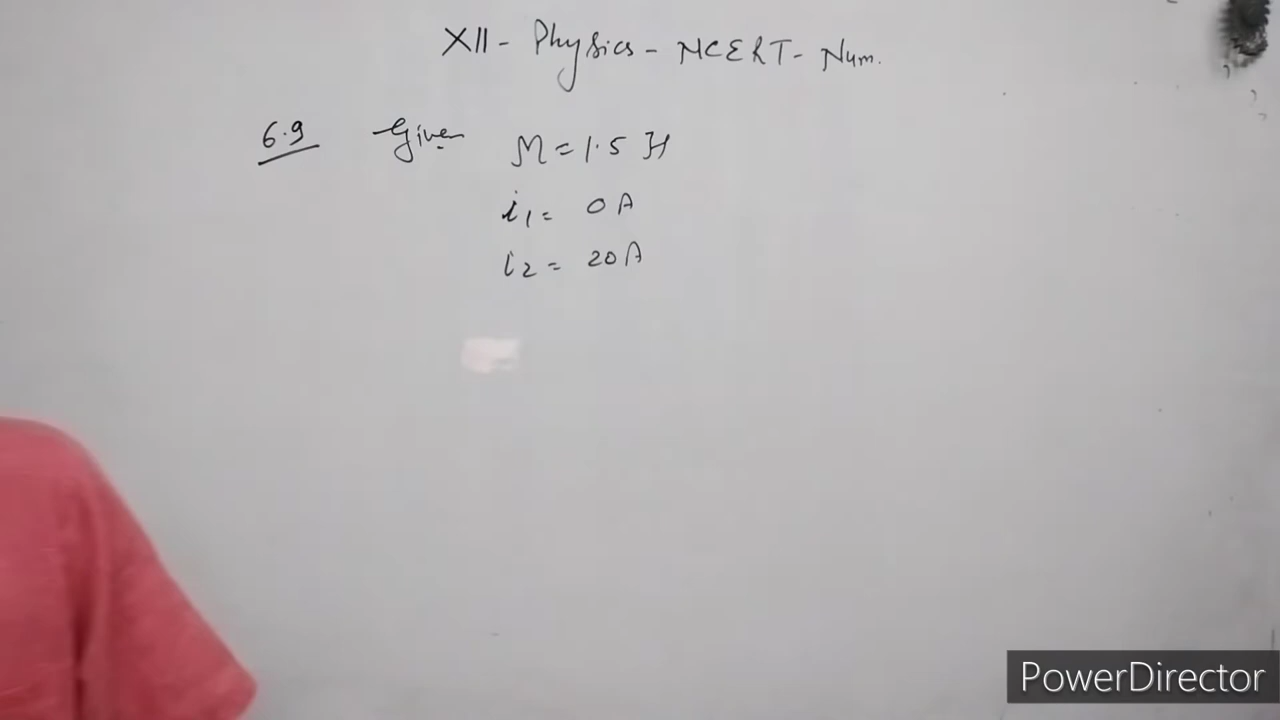 XII - Physics - NCERT - Num.
6.9 Given M = 1.5 H
i1 = 0 A
i2 = 20 A
PowerDirector